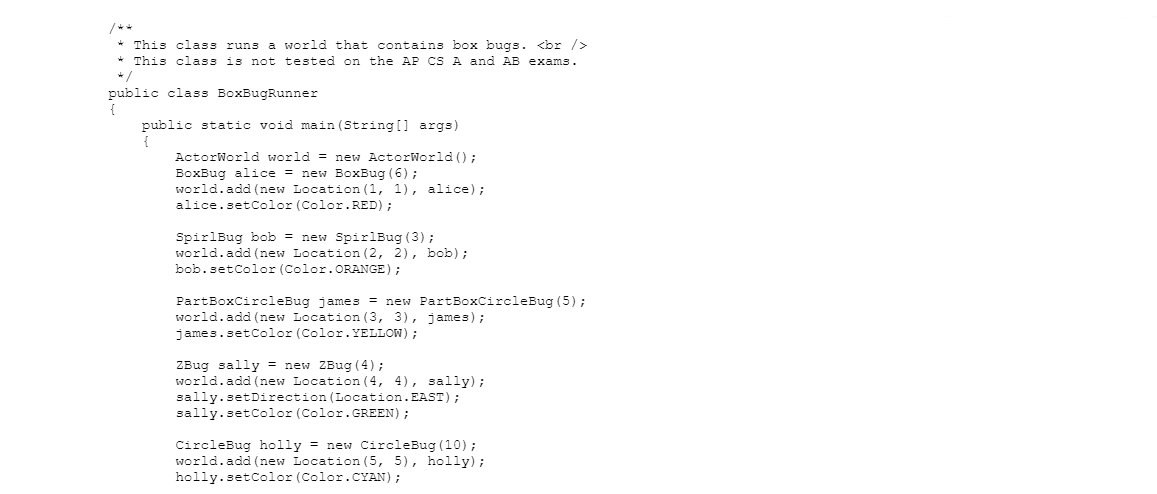 /**
 * This class runs a world that contains box bugs. <br />
 * This class is not tested on the AP CS A and AB exams.
 */
public class BoxBugRunner
{
    public static void main(String[] args)
    {
        ActorWorld world = new ActorWorld();
        BoxBug alice = new BoxBug(6);
        world.add(new Location(1, 1), alice);
        alice.setColor(Color.RED);

        SpirlBug bob = new SpirlBug(3);
        world.add(new Location(2, 2), bob);
        bob.setColor(Color.ORANGE);

        PartBoxCircleBug james = new PartBoxCircleBug(5);
        world.add(new Location(3, 3), james);
        james.setColor(Color.YELLOW);

        ZBug sally = new ZBug(4);
        world.add(new Location(4, 4), sally);
        sally.setDirection(Location.EAST);
        sally.setColor(Color.GREEN);

        CircleBug holly = new CircleBug(10);
        world.add(new Location(5, 5), holly);
        holly.setColor(Color.CYAN);